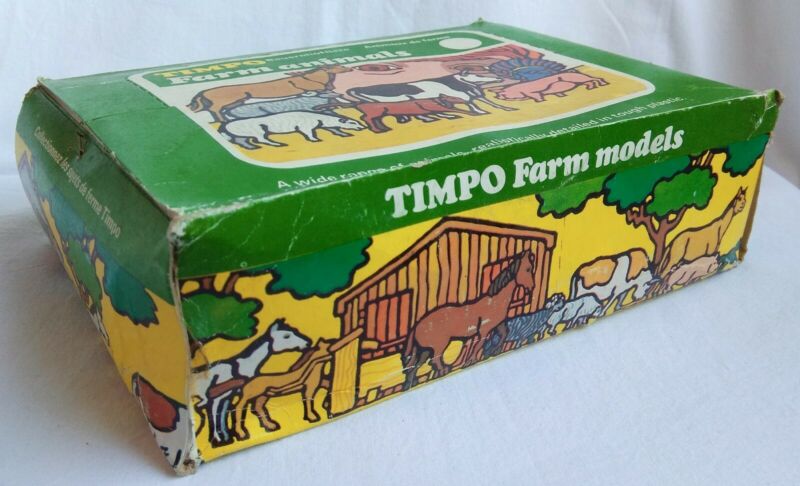 TIMPO
Farm animals
A wide range of animals, realistically detailed in tough plastic
TIMPO Farm models
Collectionnez les sujets de ferme Timpo